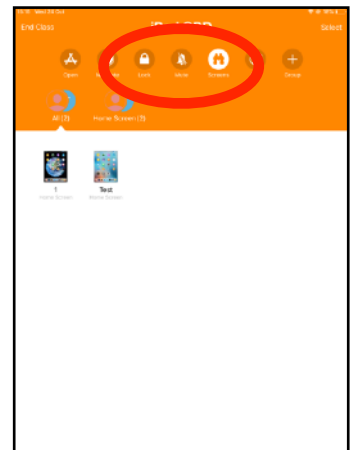 End Class
Select
Open
Lock
Mute
Screens
Group
All (2)
Home Screen (2)
1
Test
Home Screen
Home Screen